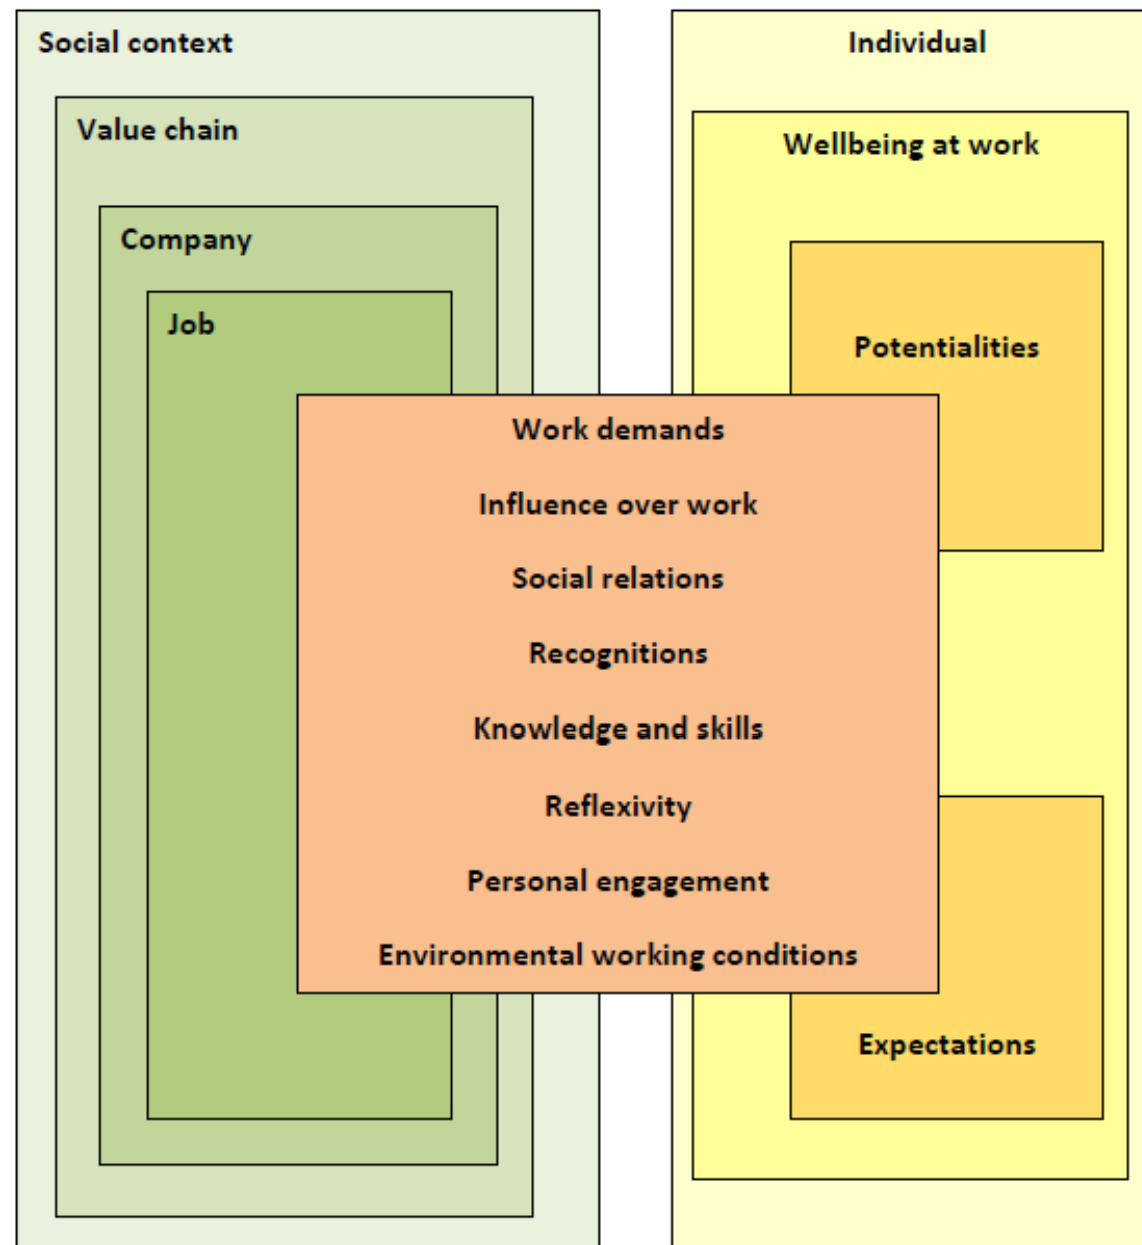 Social context
Value chain
Company
Job
Individual
Wellbeing at work
Potentialities
Work demands
Influence over work
Social relations
Recognitions
Knowledge and skills
Reflexivity
Personal engagement
Environmental working conditions
Expectations